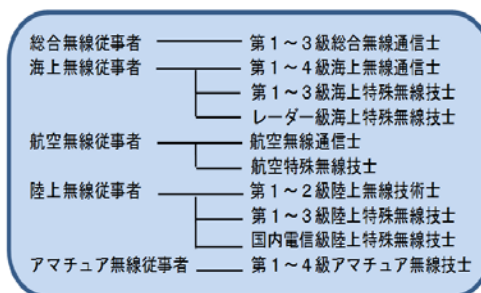 総合無線従事者 第１～３級総合無線通信士
海上無線従事者 第１～４級海上無線通信士
第１～３級海上特殊無線技士
レーダー級海上特殊無線技士
航空無線従事者 航空無線通信士
航空特殊無線技士
陸上無線従事者 第１～２級陸上無線技術士
第１～３級陸上特殊無線技士
国内電信級陸上特殊無線技士
アマチュア無線従事者 第１～４級アマチュア無線技士